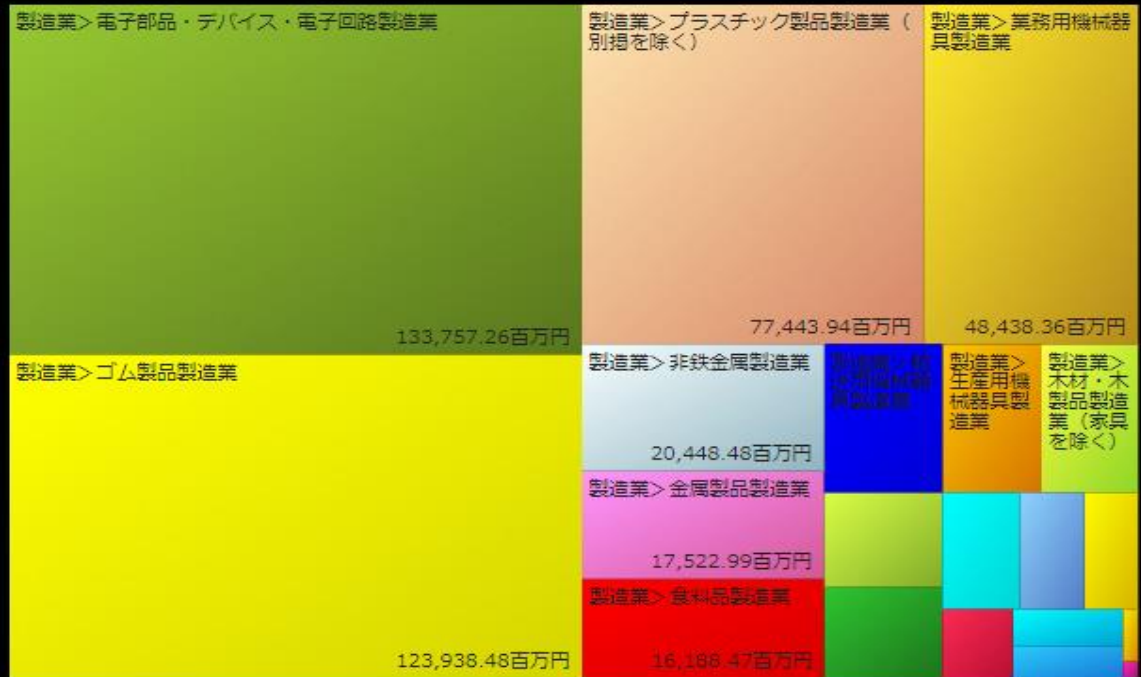 製造業>電子部品・デバイス・電子回路製造業
133,757.26百万円
製造業>ゴム製品製造業
123,938.48百万円
製造業>プラスチック製品製造業（
別掲を除く）
77,443.94百万円
製造業>業務用機械器
具製造業
48,438.36百万円
製造業>非鉄金属製造業
20,448.48百万円
製造業>金属製品製造業
17,522.99百万円
製造業>食料品製造業
16,188.47百万円
製造業>
生産用機
械器具製
造業
製造業>
木材・木
製品製造
業（家具
を除く）